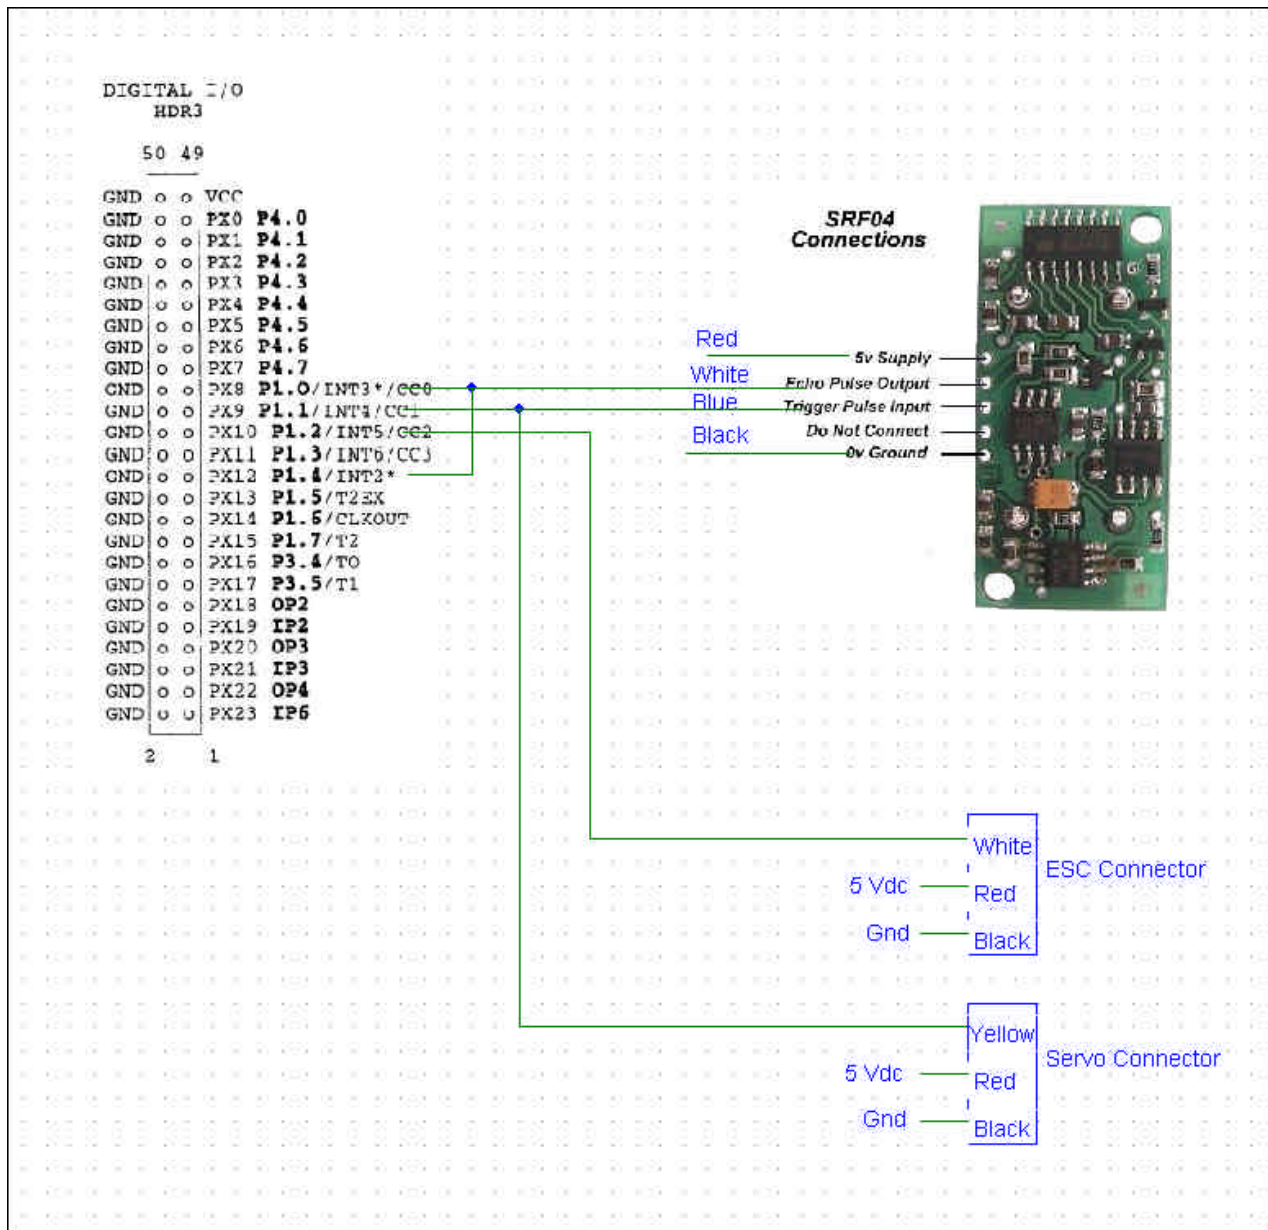 DIGITAL I/O
HDR3
50 49
GND VCC
GND PX0 P4.0
GND PX1 P4.1
GND PX2 P4.2
GND PX3 P4.3
GND PX4 P4.4
GND PX5 P4.5
GND PX6 P4.6
GND PX7 P4.7
GND PX8 P1.0/INT3*/CC0
GND PX9 P1.1/INT4/CC1
GND PX10 P1.2/INT5/CC2
GND PX11 P1.3/INT6/CC3
GND PX12 P1.4/INT2*
GND PX13 P1.5/T2EX
GND PX14 P1.6/CLKOUT
GND PX15 P1.7/T2
GND PX16 P3.4/T0
GND PX17 P3.5/T1
GND PX18 OP2
GND PX19 IP2
GND PX20 OP3
GND PX21 IP3
GND PX22 OP4
GND PX23 IP6
2 1
SRF04
Connections
Red 5v Supply
White Echo Pulse Output
Blue Trigger Pulse Input
Do Not Connect
Black 0v Ground
White
ESC Connector
5 Vdc Red
Gnd Black
Yellow
Servo Connector
5 Vdc Red
Gnd Black